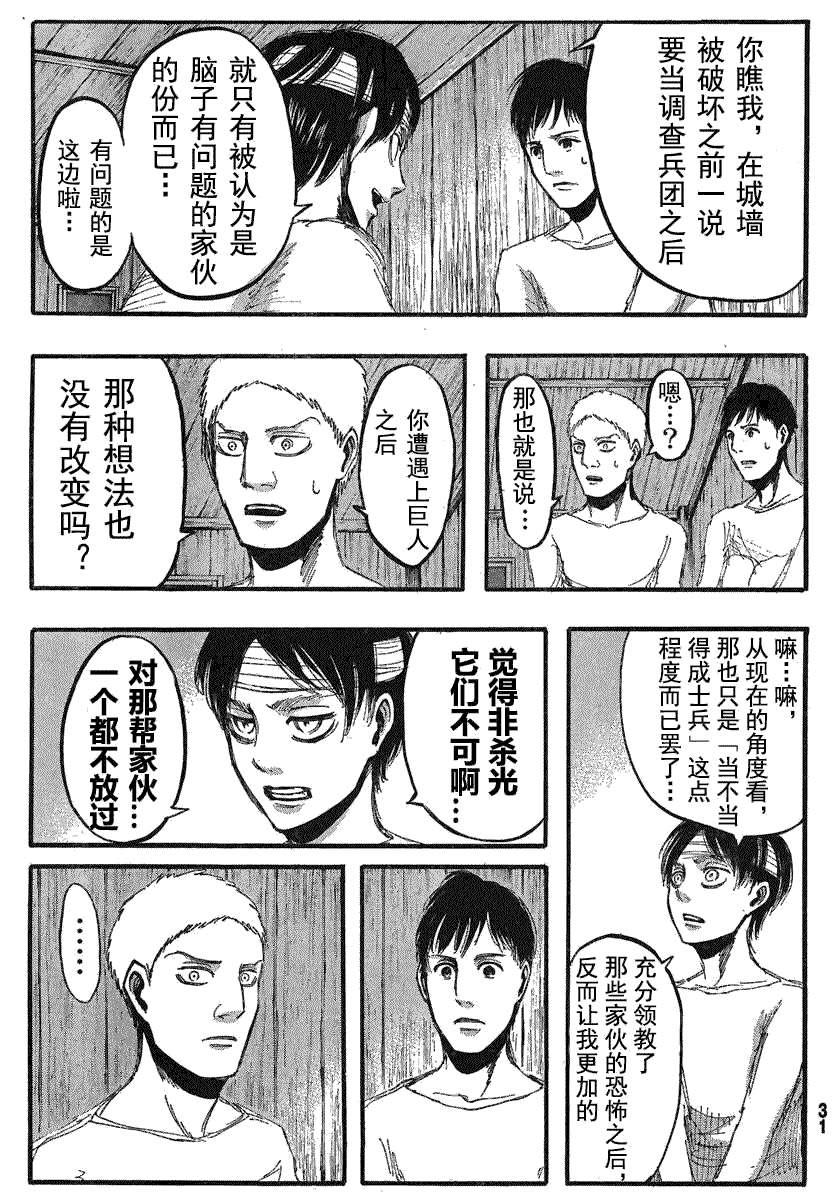 你瞧我，在城墙
被破坏之前一说
要当调查兵团之后
就只有被认为是
脑子有问题的家伙
的份而已…
有问题的是
这边啦…
嗯…？
那也就是说…
你遭遇上巨人
之后
那种想法也
没有改变吗？
嘛…嘛，
从现在的角度看，
那也只是「当不当
得成士兵」这点
程度而已罢了…
充分领教了
那些家伙的恐怖之后，
反而让我更加的
觉得非杀光
它们不可啊…
对那帮家伙…
一个都不放过
……
31